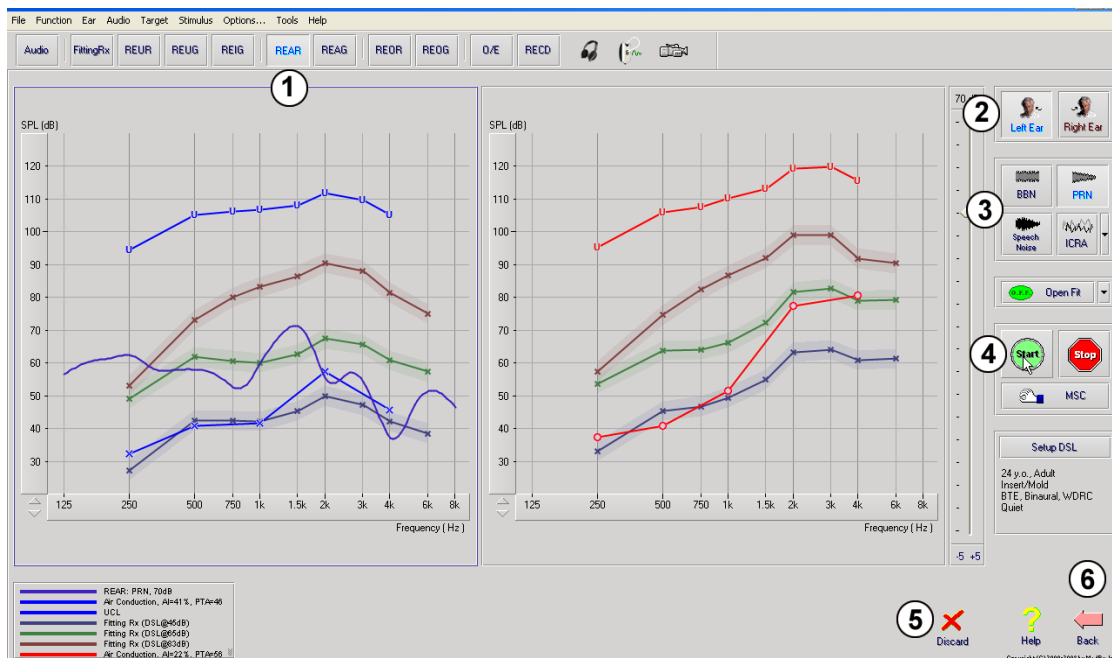 File Function Ear Audio Target Stimulus Options... Tools Help
Audio FittingRx REUR REUG REIG REAR REAG REOR REOG O/E RECD
1
SPL (dB)
120
100
90
80
70
60
50
40
30
125 250 500 750 1k 1.5k 2k 3k 4k 6k 8k
Frequency ( Hz )
U U U U U U U U
SPL (dB)
120
100
90
80
70
60
50
40
30
125 250 500 750 1k 1.5k 2k 3k 4k 6k 8k
Frequency ( Hz )
U U U U U U U U
70
-5 +5
2
Left Ear Right Ear
3
BBN PRN
Speech Noise ICRA
O.F.F. Open Fit
4
Start Stop
MSC
Setup DSL
24 y.o., Adult
Insert/Mold
BTE, Binaural, WDRC
Quiet
REAR: PRN, 70dB
Air Conduction, AI=41%, PTA=46
UCL
Fitting Rx (DSL@45dB)
Fitting Rx (DSL@65dB)
Fitting Rx (DSL@83dB)
Air Conduction, AI=22%, PTA=56
5
Discard
Help
6
Back